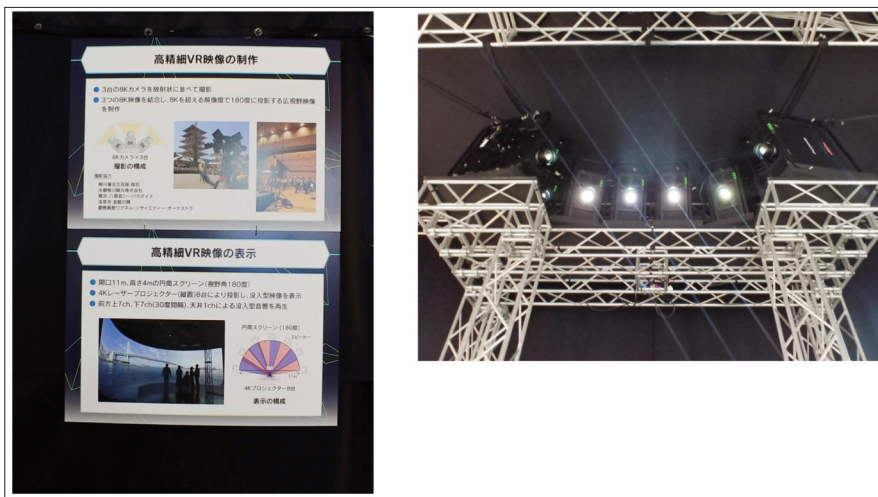 高精細VR映像の制作
● 3台の8Kカメラを放射状に並べて撮影
● 3つの8K映像を結合し、8Kを超える解像度で180度に投影する広視野映像
を制作
8Kカメラ×3台
撮影の構成
撮影協力
高精細VR映像の表示
● 開口11m、高さ4mの円筒スクリーン(視野角180度)
● 4Kレーザープロジェクター(縦置)8台により投影し、没入型映像を表示
● 前方上7ch、下7ch(30度間隔)、天井1chによる没入型音響を再生
円筒スクリーン(180度)
スピーカー
11m
4Kプロジェクター8台
表示の構成